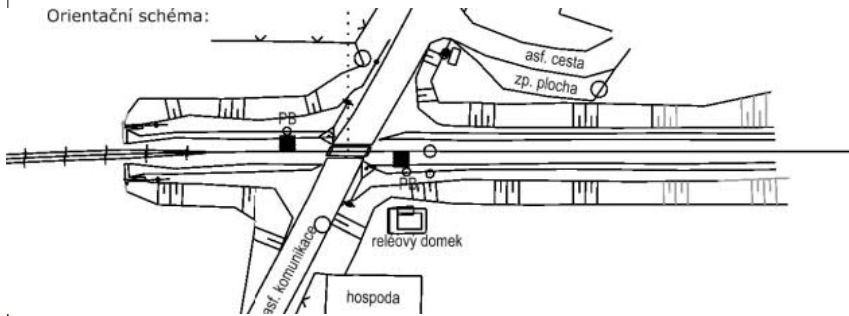 Orientační schéma:
asf. cesta
zp. plocha
PB
PB
reléový domek
asf. komunikace
hospoda